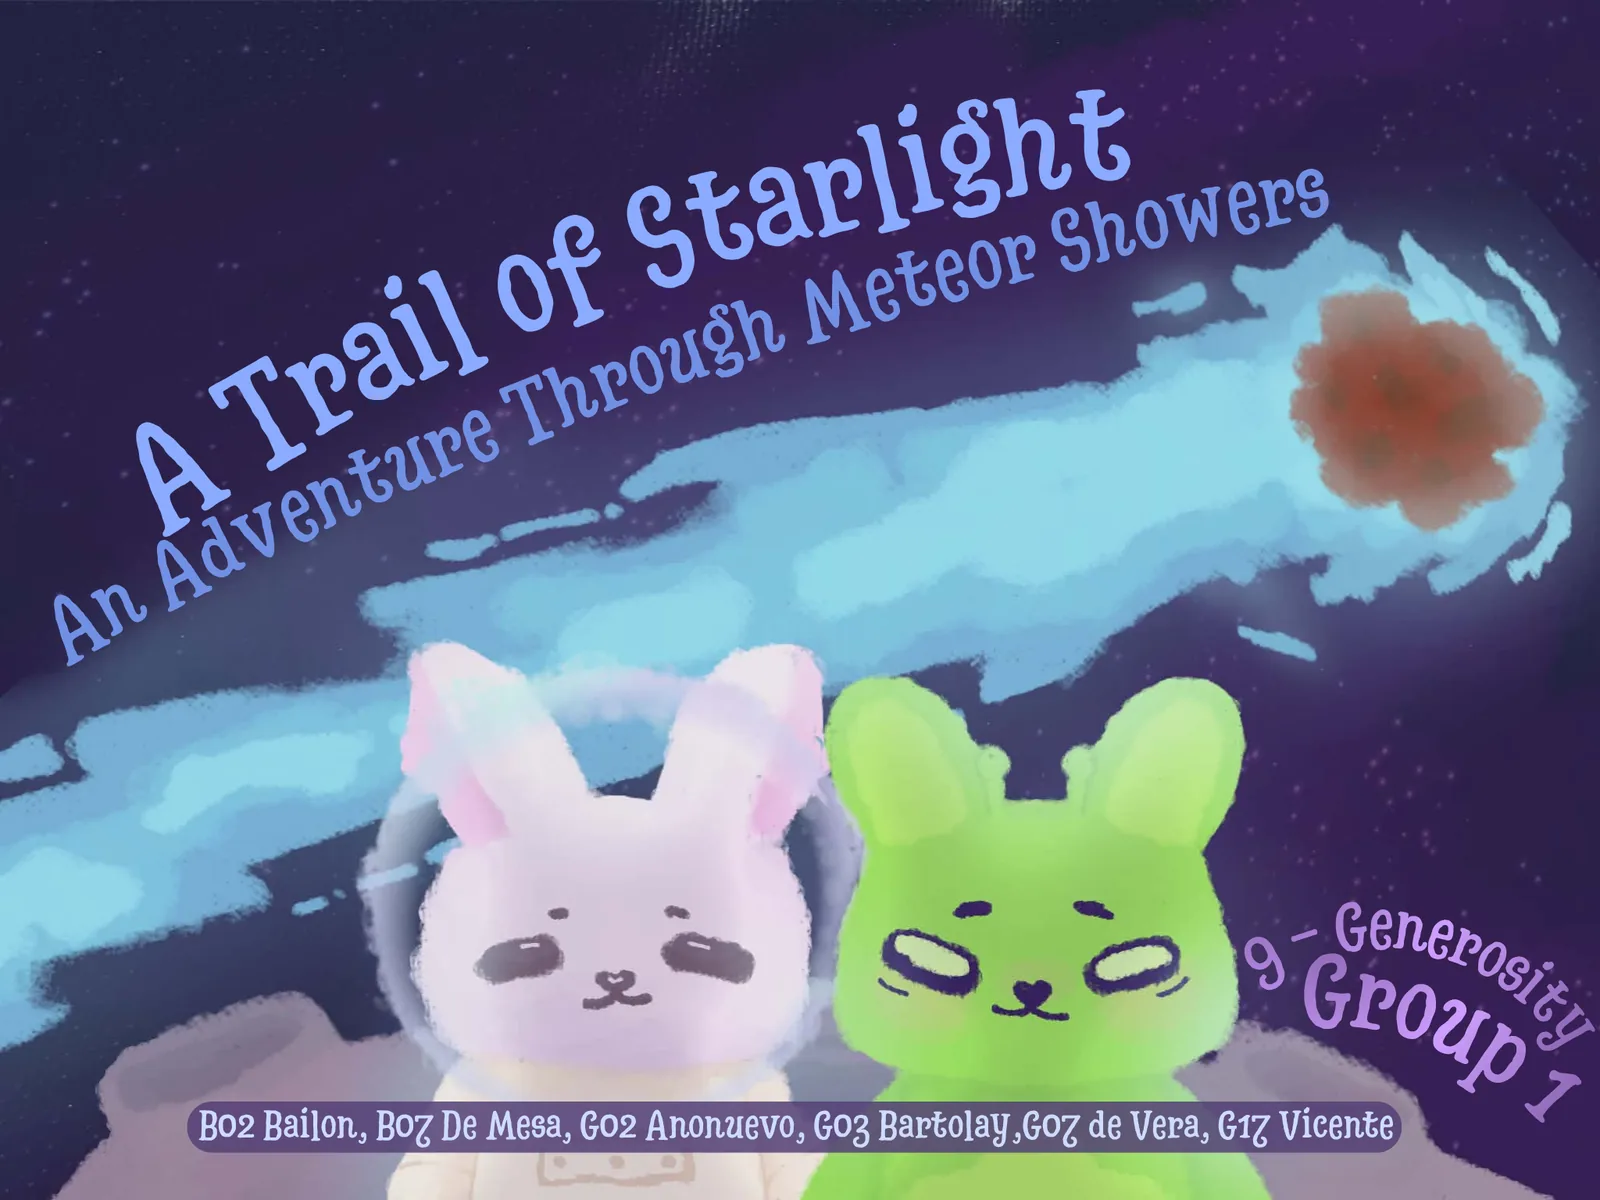 A Trail of Starlight
An Adventure Through Meteor Showers
9 - Generosity
Group 1
B02 Bailon, B07 De Mesa, G02 Anonuevo, G03 Bartolay,G07 de Vera, G17 Vicente